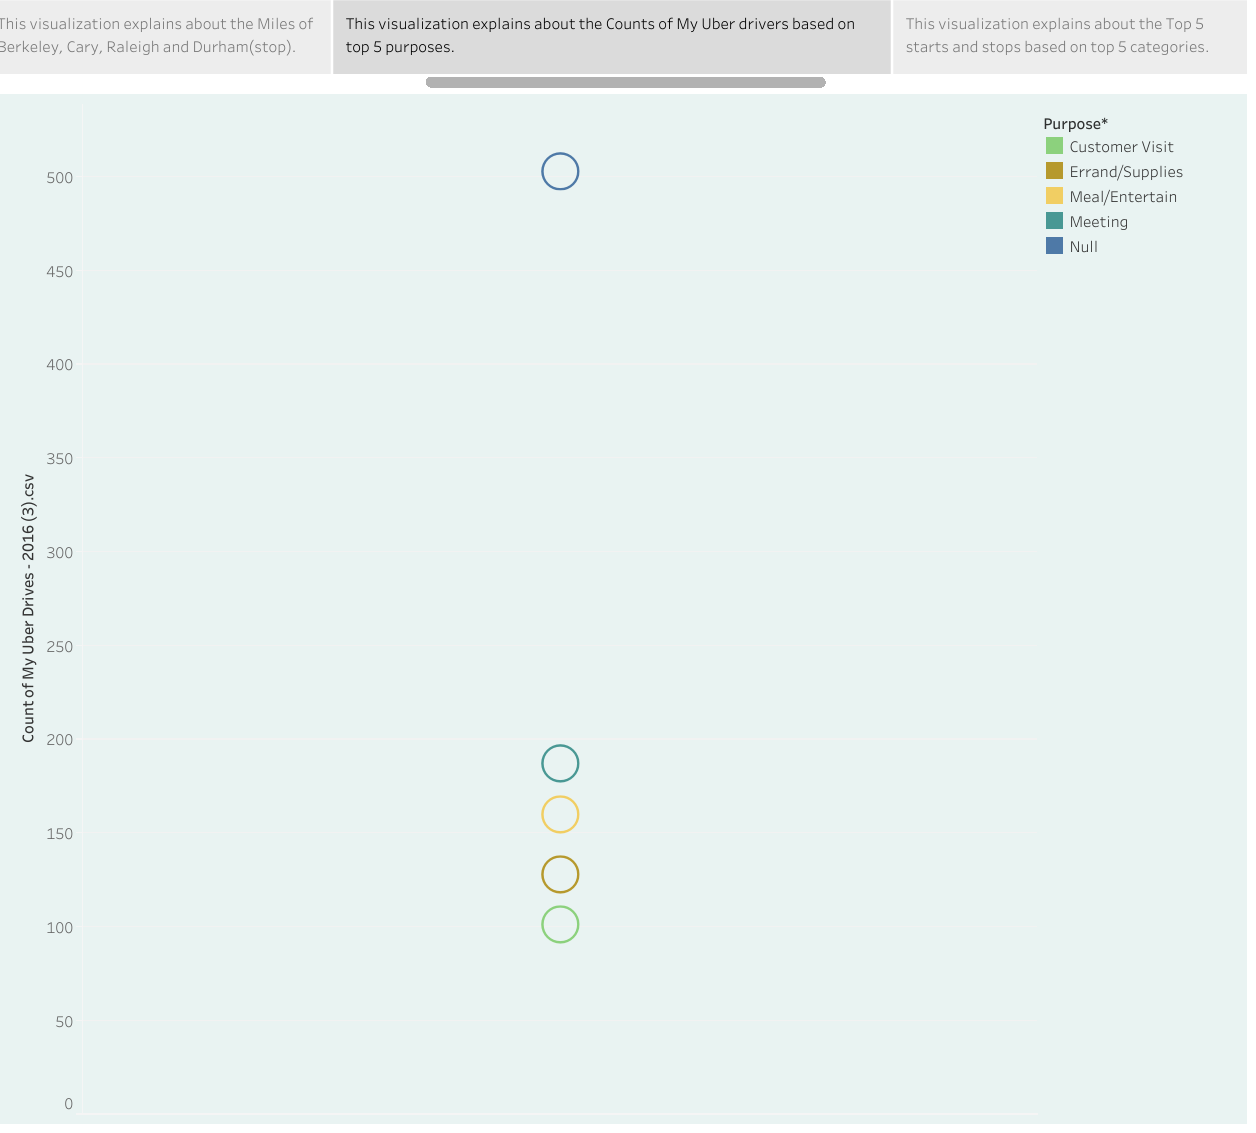 This visualization explains about the Miles of
Berkeley, Cary, Raleigh and Durham(stop).
This visualization explains about the Counts of My Uber drivers based on
top 5 purposes.
This visualization explains about the Top 5
starts and stops based on top 5 categories.
Purpose*
Customer Visit
Errand/Supplies
Meal/Entertain
Meeting
Null
Count of My Uber Drives - 2016 (3).csv
500
450
400
350
300
250
200
150
100
50
0